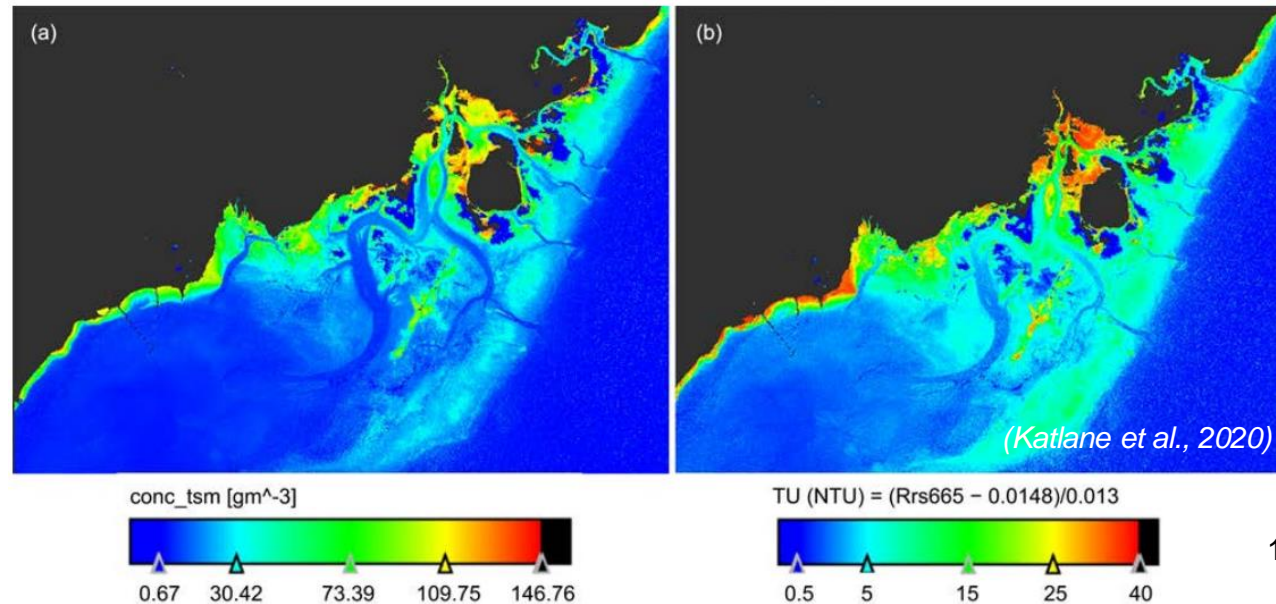 (a)
(b)
(Katlane et al., 2020)
conc_tsm [gm^-3]
0.67 30.42 73.39 109.75 146.76
TU (NTU) = (Rrs665 − 0.0148)/0.013
0.5 5 15 25 40
1